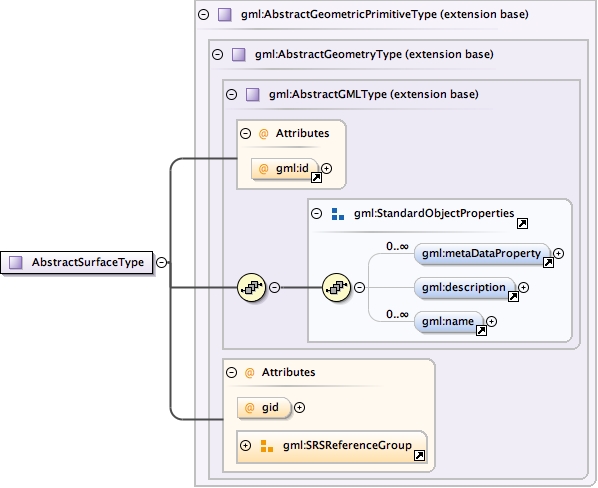 gml:AbstractGeometricPrimitiveType (extension base)
gml:AbstractGeometryType (extension base)
gml:AbstractGMLType (extension base)
@ Attributes
@ gml:id
gml:StandardObjectProperties
0..∞
gml:metaDataProperty
AbstractSurfaceType
gml:description
0..∞
gml:name
@ Attributes
@ gid
gml:SRSReferenceGroup